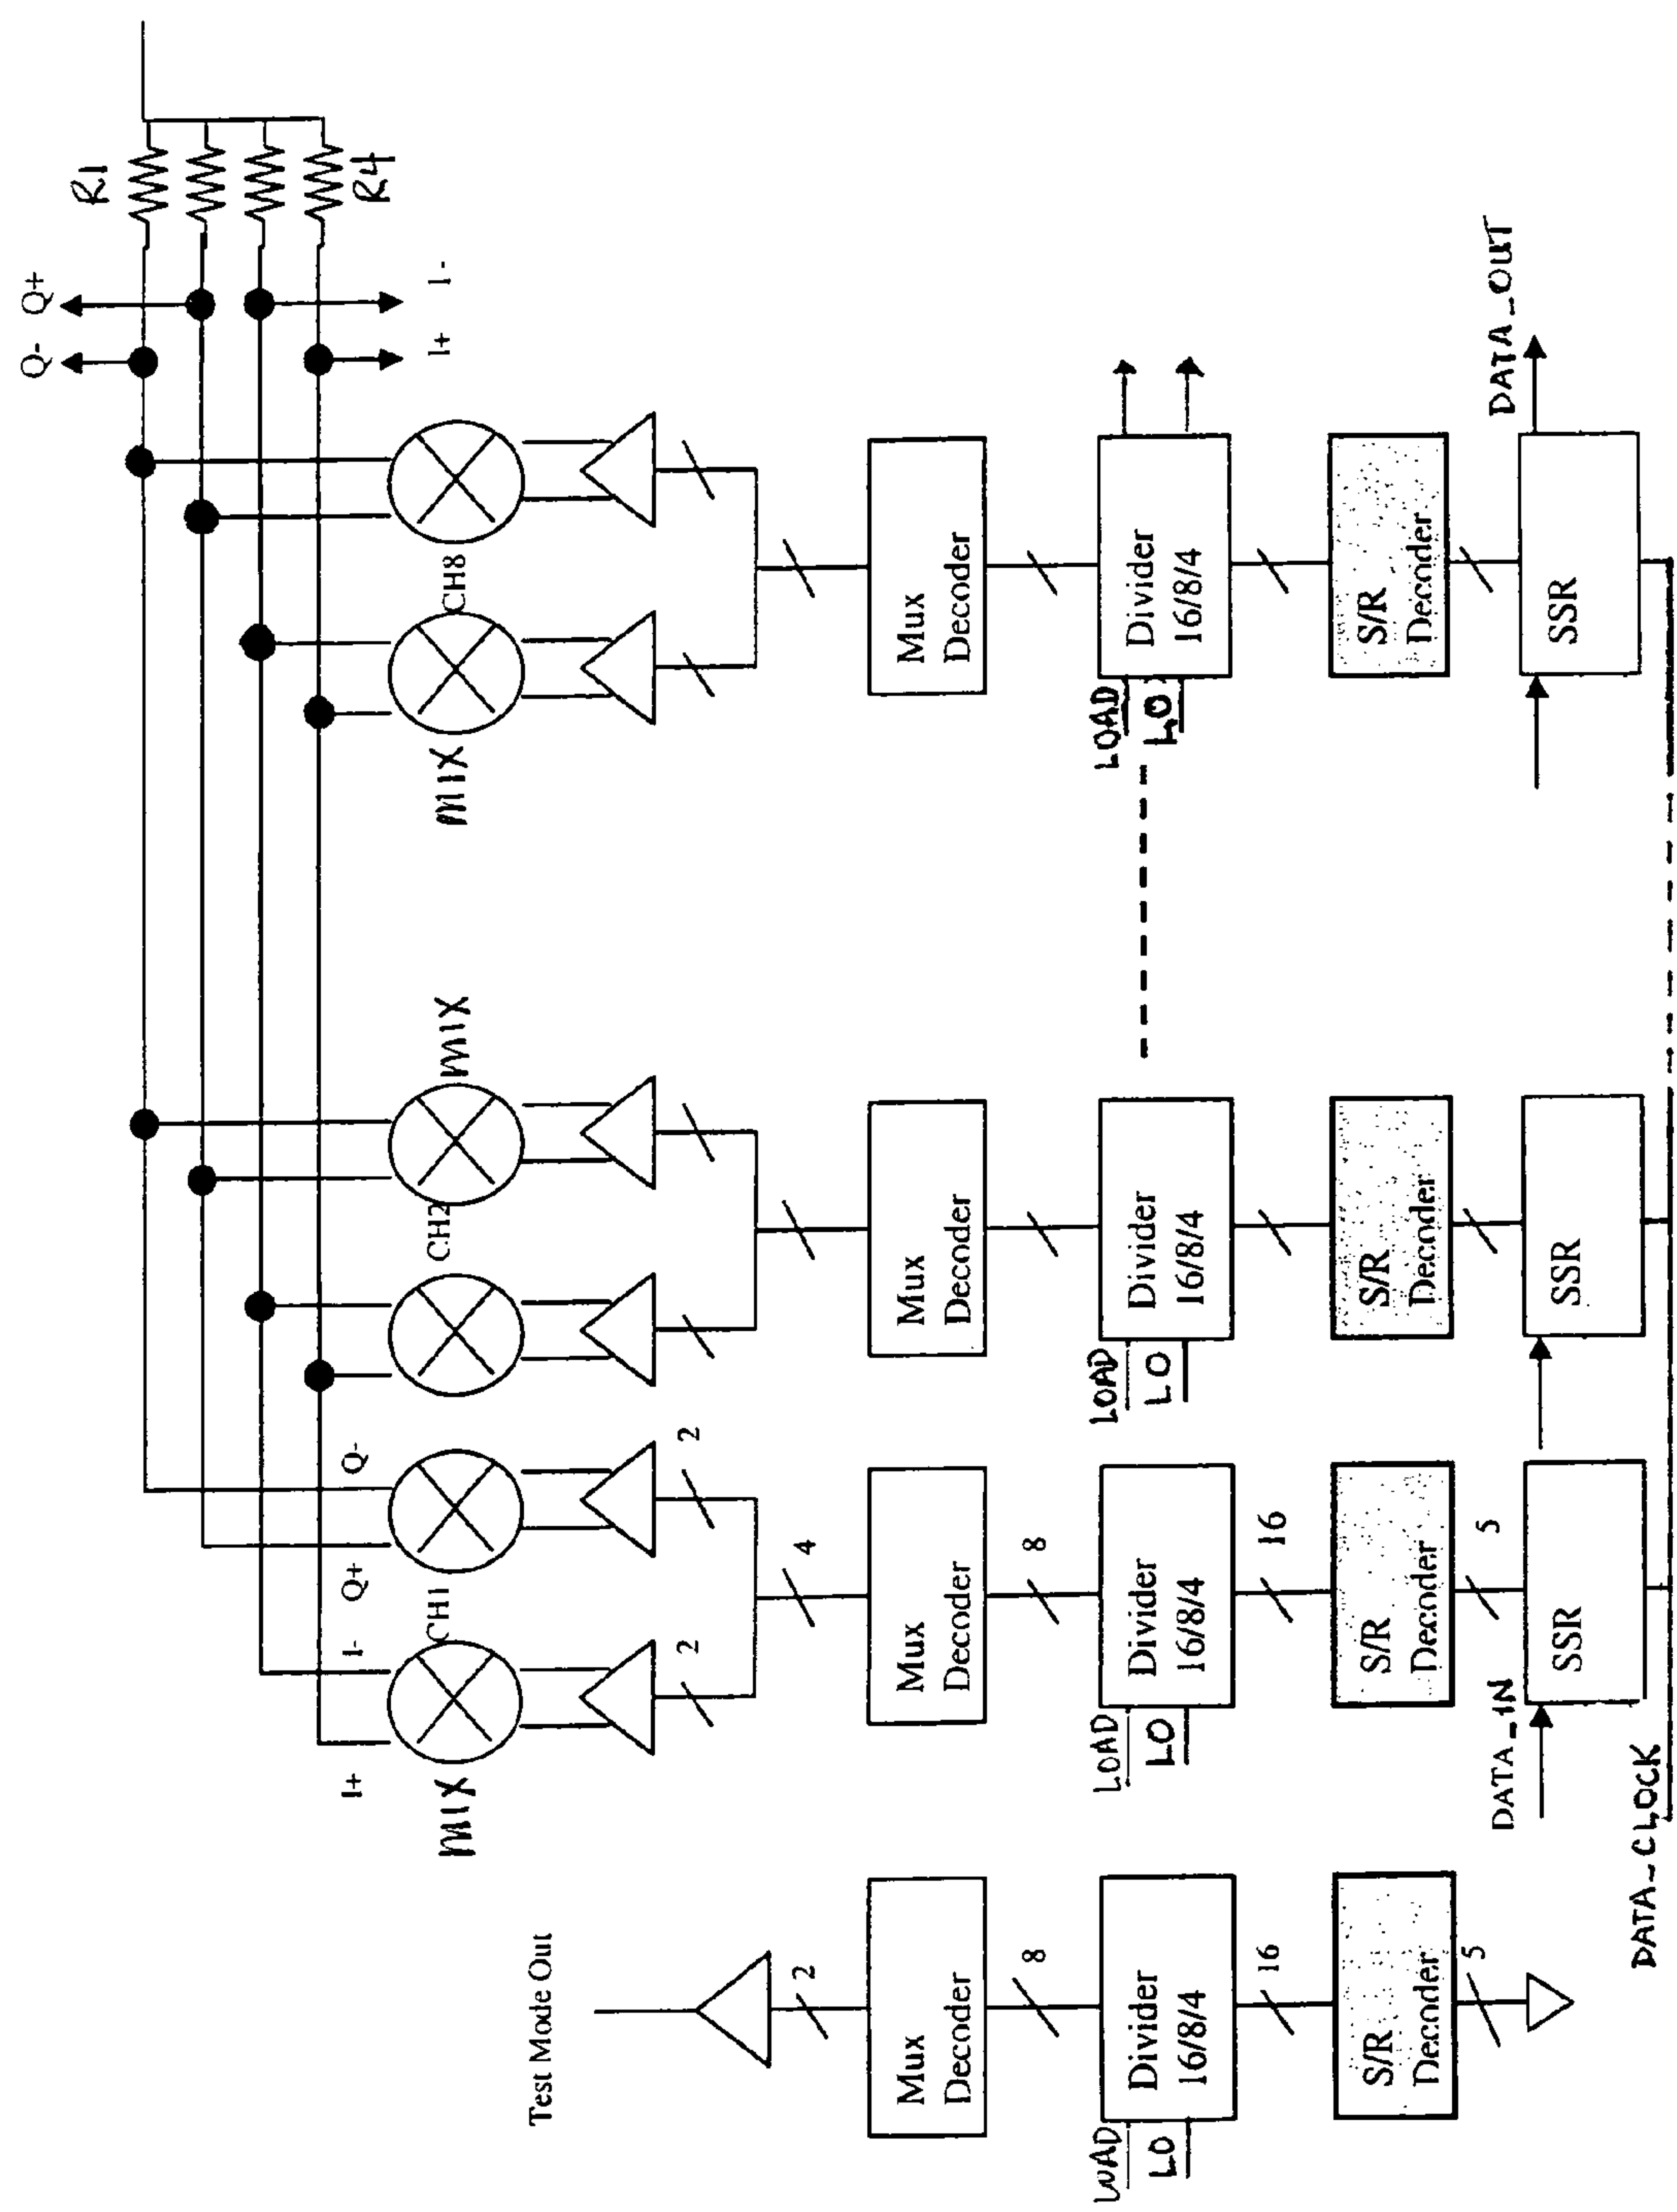 Q-
Q+
R1
R4
I+
I-
Q+
Q-
I+
I-
MIX
CH1
CH2
MIX
MIX
CH8
Test Mode Out
2
2
2
4
Mux
Decoder
Mux
Decoder
Mux
Decoder
Mux
Decoder
8
8
LOAD
LO
Divider
16/8/4
LOAD
LO
Divider
16/8/4
LOAD
LO
Divider
16/8/4
LOAD
LO
Divider
16/8/4
16
16
S/R
Decoder
S/R
Decoder
S/R
Decoder
S/R
Decoder
5
5
DATA_IN
DATA_OUT
SSR
SSR
SSR
DATA_CLOCK